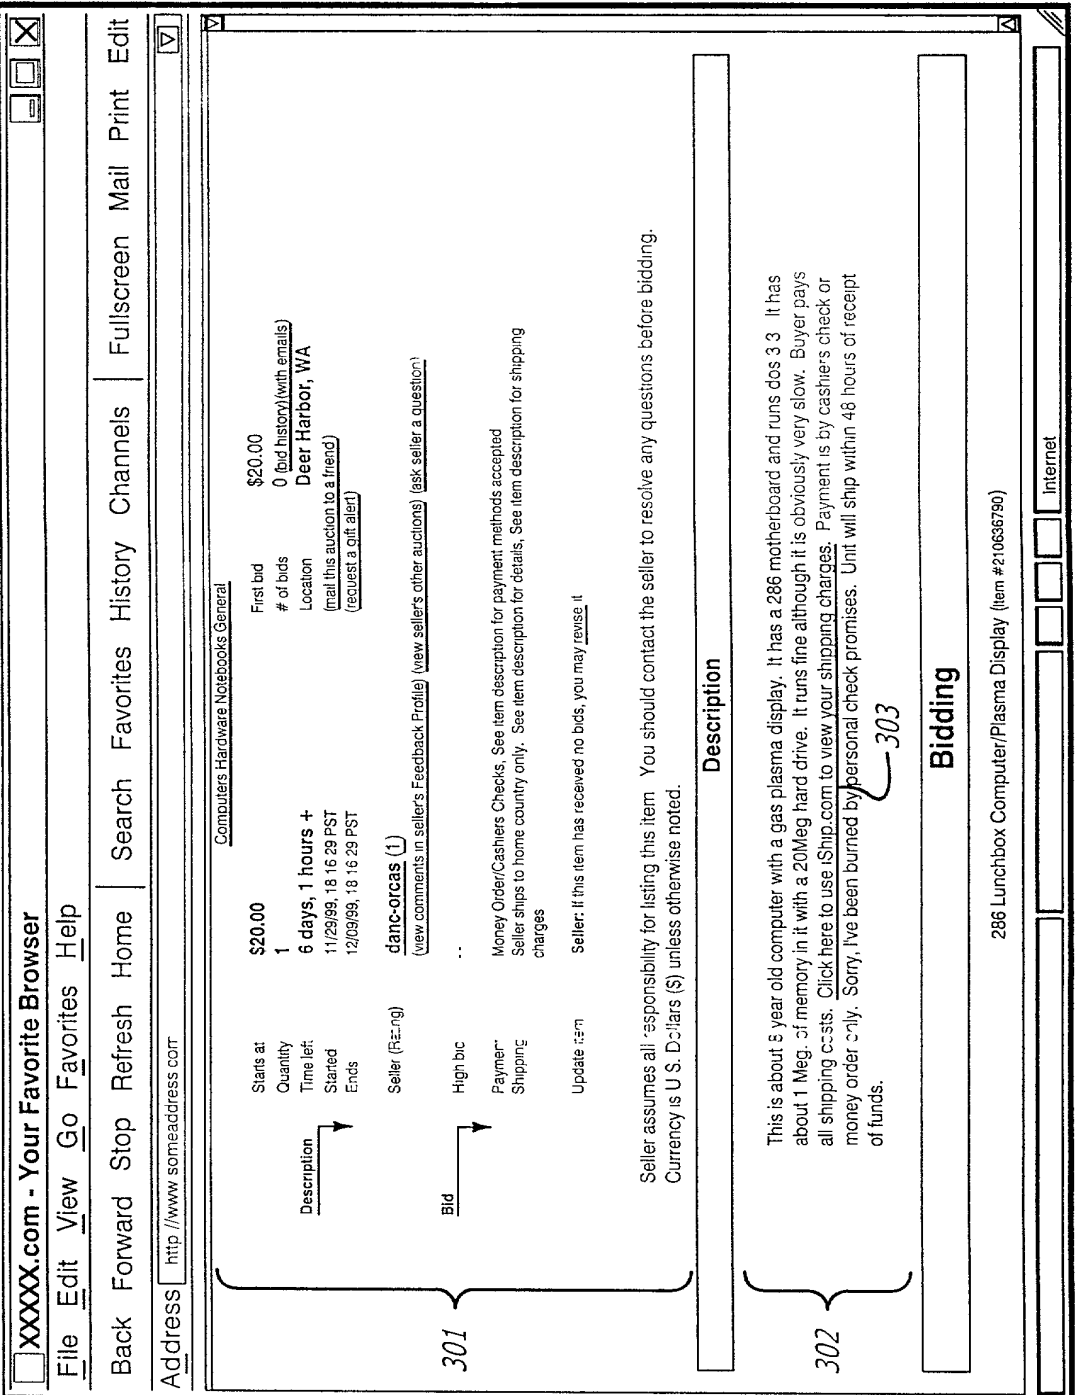 XXXXX.com - Your Favorite Browser
File Edit View Go Favorites Help
Back Forward Stop Refresh Home Search Favorites History Channels Fullscreen Mail Print Edit
Address http //www someaddress com
Computers Hardware Notebooks General
Starts at $20.00 First bid $20.00
Quantity 1 # of bids 0 (bid history)(with emails)
Description Time left 6 days, 1 hours + Location Deer Harbor, WA
Started 11/29/99, 18 16 29 PST (mail this auction to a friend)
Ends 12/09/99, 18 16 29 PST (request a gift alert)
Seller (Rating) danc-orcas (1)
(view comments in seller's Feedback Profile) (view seller's other auctions) (ask seller a question)
Bid High bid - -
Payment Money Order/Cashers Checks, See item description for payment methods accepted
Shipping Seller ships to home country only. See item description for details, See item description for shipping
charges
Update item Seller: If this item has received no bids, you may revise it
301
Seller assumes all responsibility for listing this item You should contact the seller to resolve any questions before bidding.
Currency is U S. Dollars ($) unless otherwise noted.
Description
This is about 8 year old computer with a gas plasma display. It has a 286 motherboard and runs dos 3 3 It has
about 1 Meg. of memory in it with a 20Meg hard drive. It runs fine although it is obviously very slow. Buyer pays
all shipping costs. Click here to use iShip.com to view your shipping charges. Payment is by cashiers check or
money order only. Sorry, I've been burned by personal check promises. Unit will ship within 48 hours of receipt
of funds.
302
303
Bidding
286 Lunchbox Computer/Plasma Display (Item #210636790)
Internet